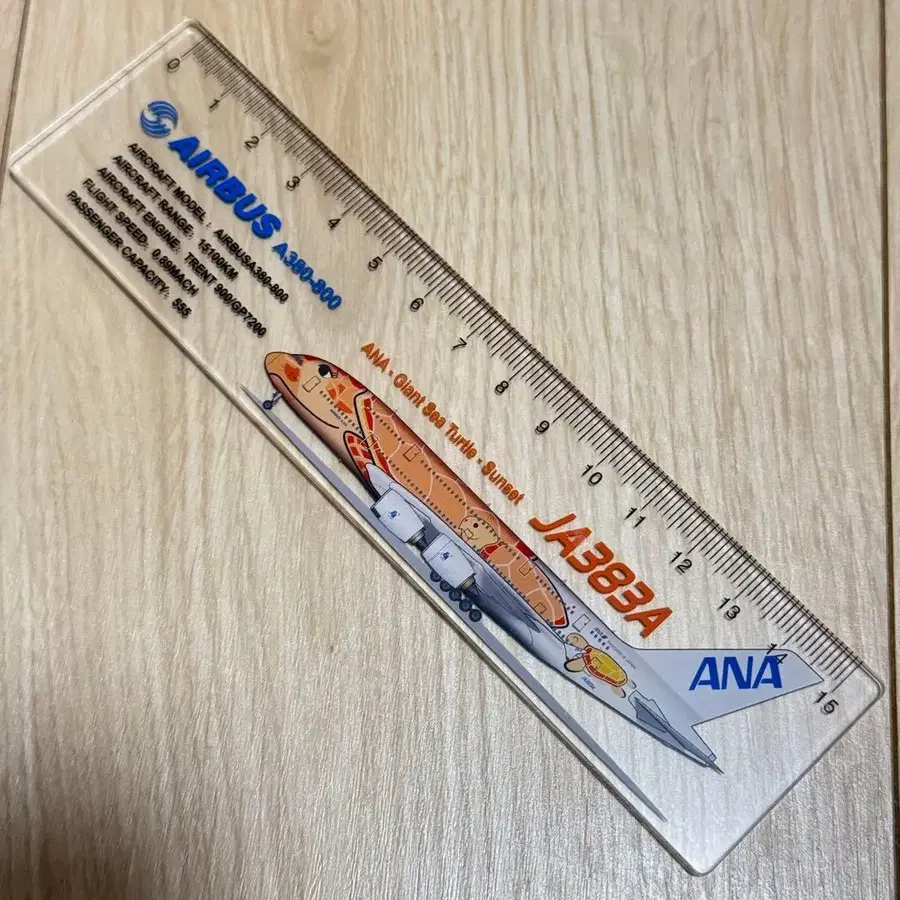 0 1 2 3 4 5 6 7 8 9 10 11 12 13 14 15
AIRBUS A380-800
AIRCRAFT MODEL: AIRBUSA380-800
AIRCRAFT RANGE: 15100KM
AIRCRAFT ENGINE: TRENT 900/GP7200
FLIGHT SPEED: 0.89MACH
PASSENGER CAPACITY: 555
ANA - Giant Sea Turtle - Sunset
JA383A
ANA